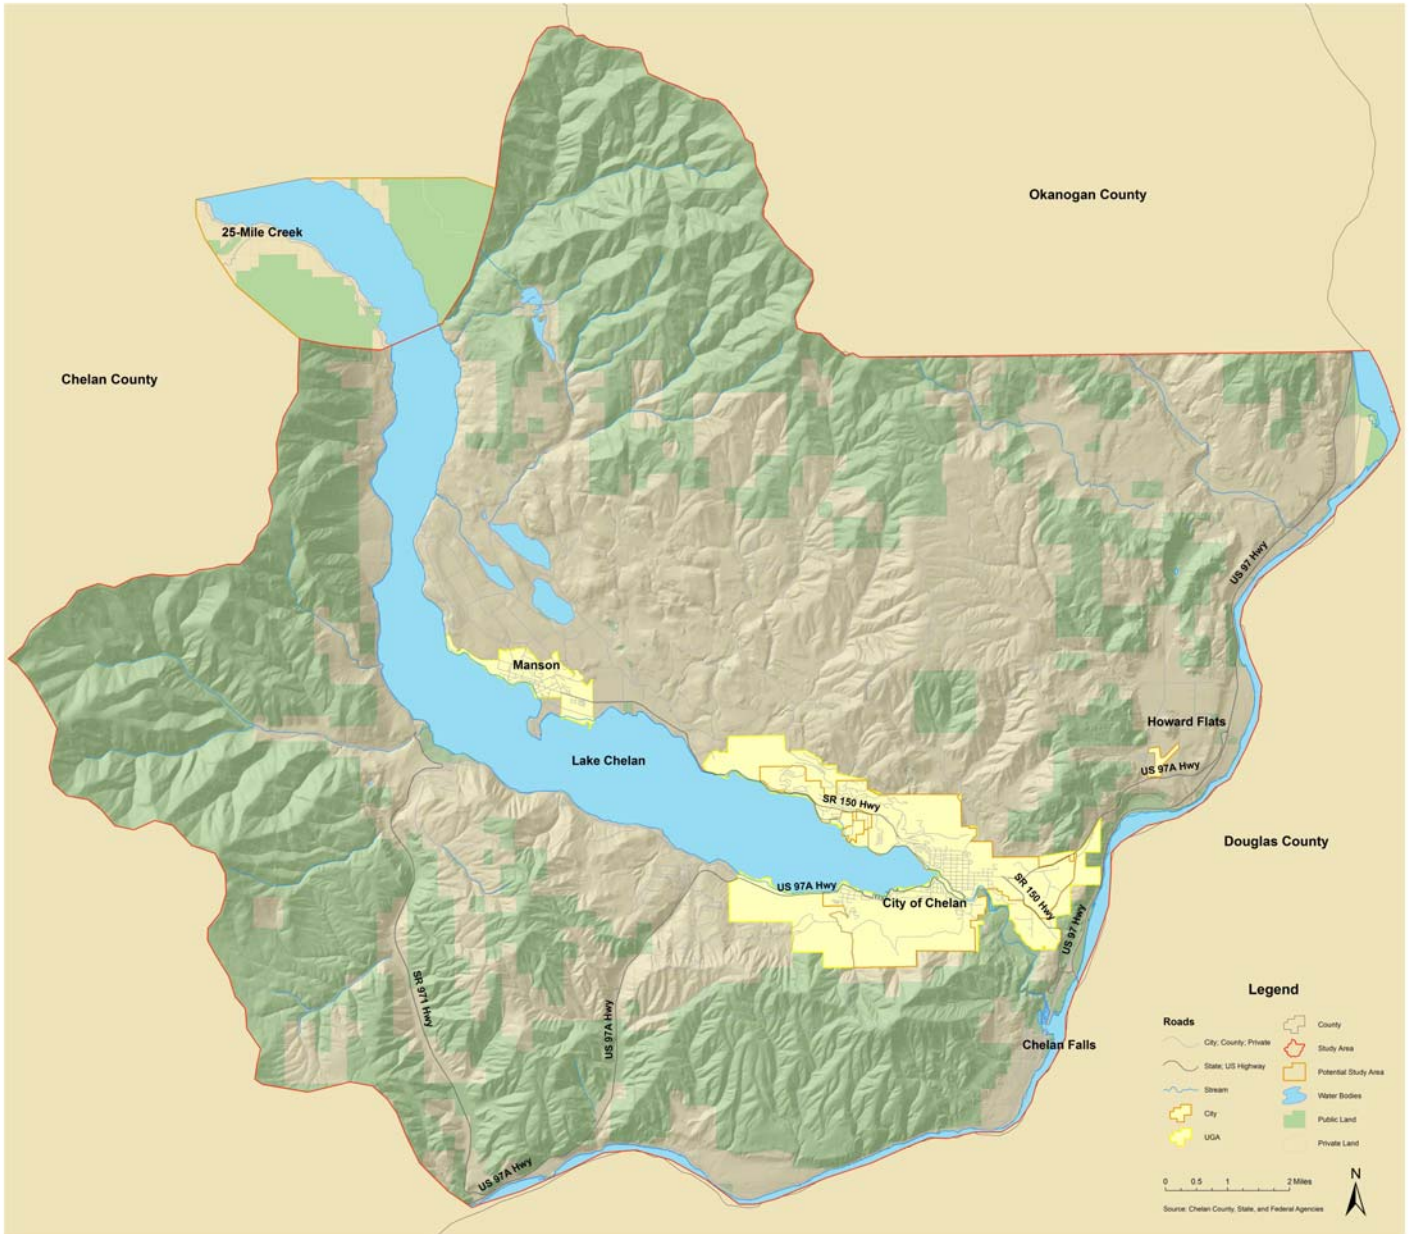 Okanogan County
25-Mile Creek
Chelan County
US 97 Hwy
Manson
Howard Flats
Lake Chelan
US 97A Hwy
SR 150 Hwy
Douglas County
US 97A Hwy
SR 150 Hwy
City of Chelan
US 97 Hwy
SR 971 Hwy
US 97A Hwy
Chelan Falls
US 97A Hwy
Legend
Roads
City; County; Private
State; US Highway
Stream
City
UGA
County
Study Area
Potential Study Area
Water Bodies
Public Land
Private Land
0 0.5 1 2 Miles
N
Source: Chelan County, State, and Federal Agencies